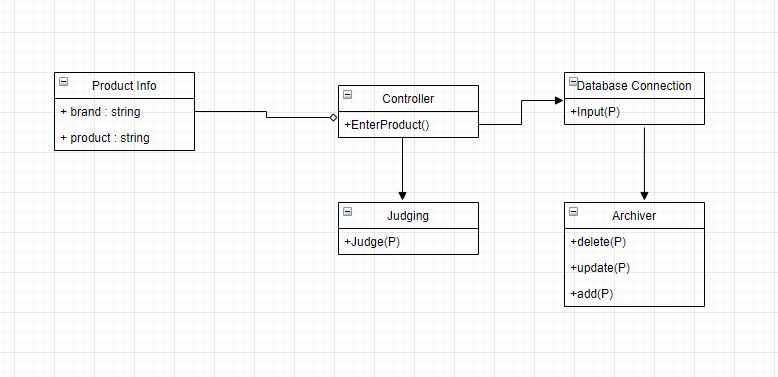 Product Info
+ brand : string
+ product : string
Controller
+EnterProduct()
Database Connection
+Input(P)
Judging
+Judge(P)
Archiver
+delete(P)
+update(P)
+add(P)